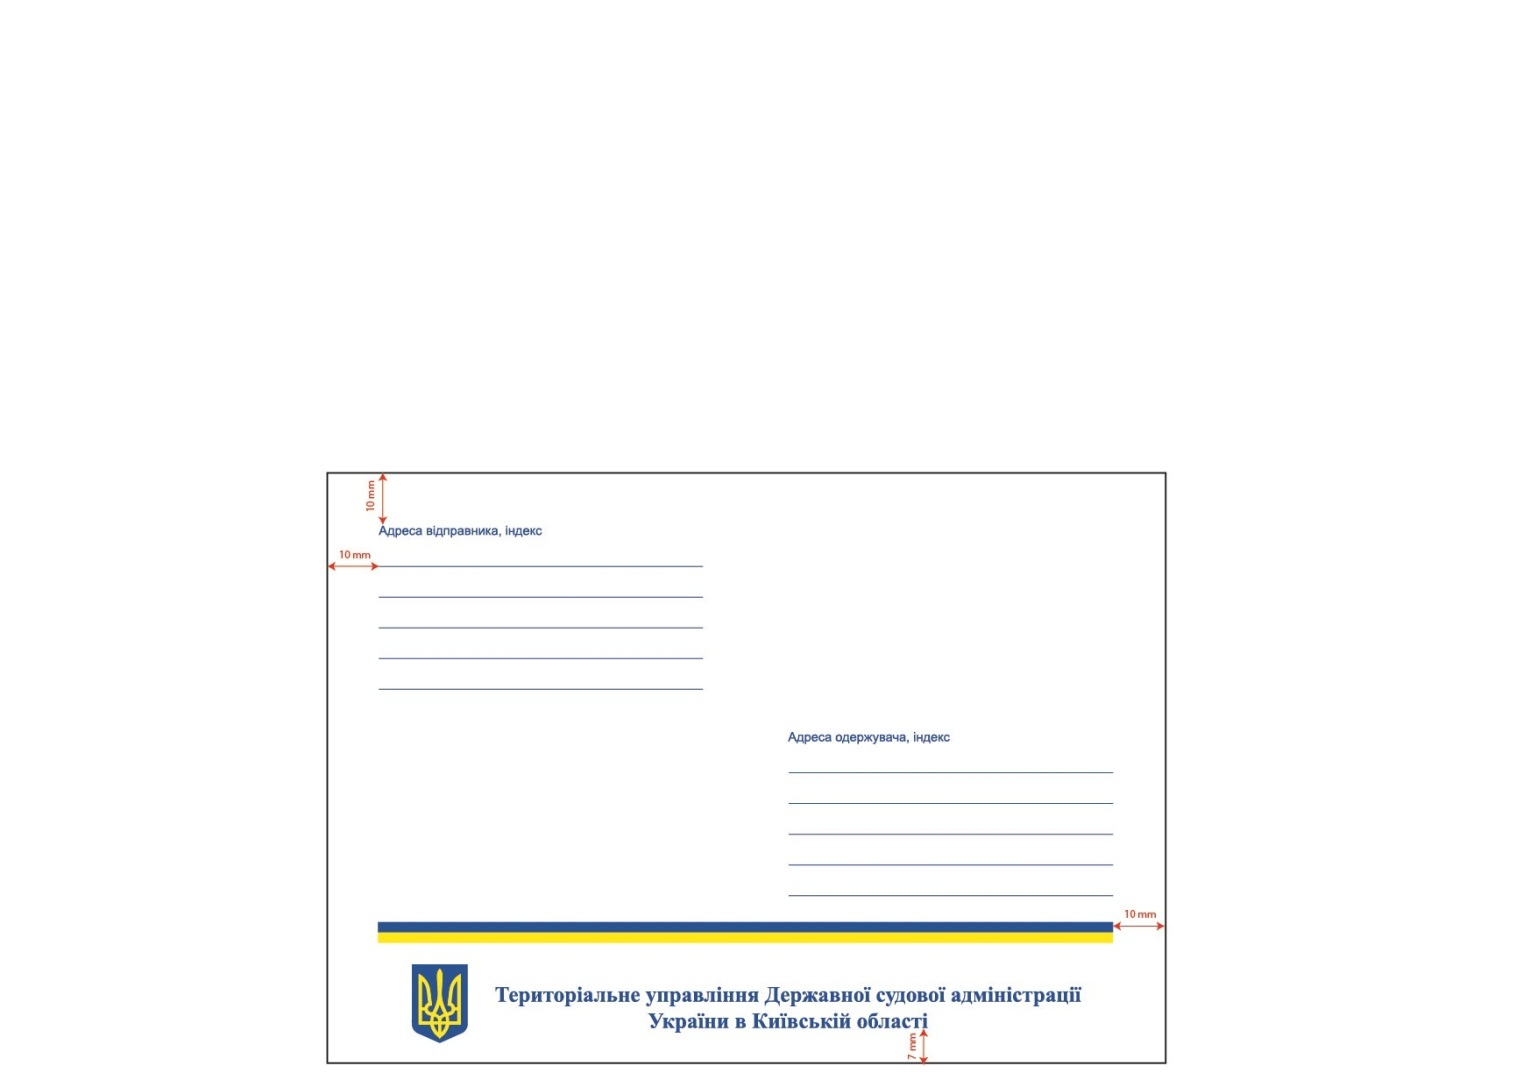 10 mm
Адреса відправника, індекс
10 mm
Адреса одержувача, індекс
10 mm
Територіальне управління Державної судової адміністрації
України в Київській області
7 mm